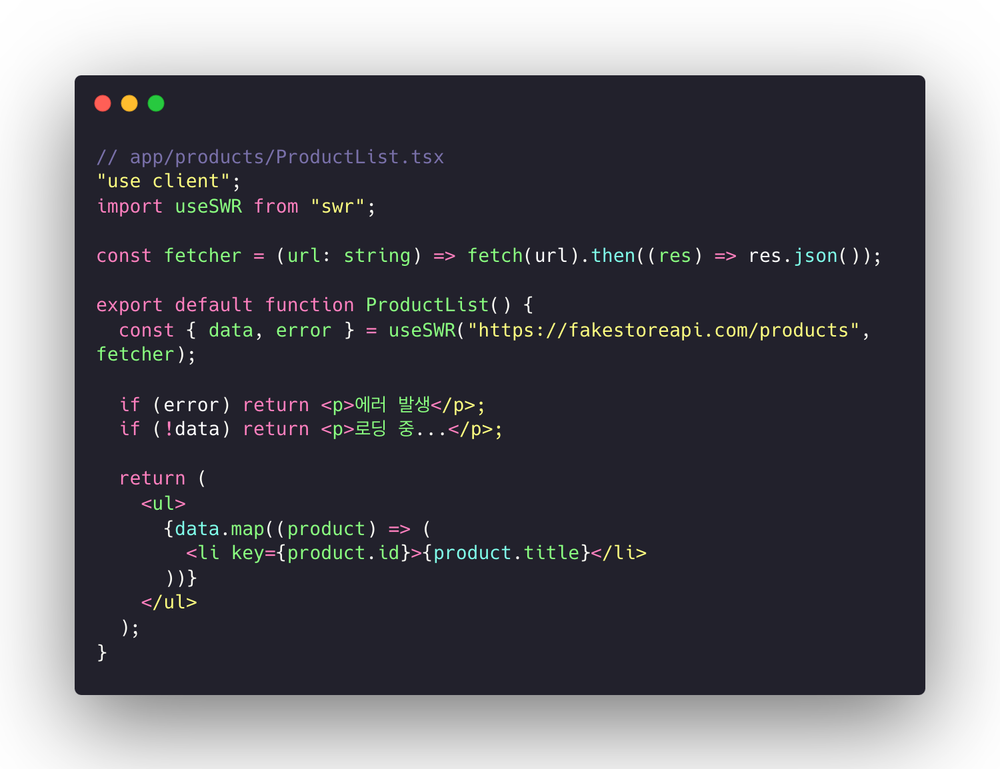 // app/products/ProductList.tsx
"use client";
import useSWR from "swr";

const fetcher = (url: string) => fetch(url).then((res) => res.json());

export default function ProductList() {
  const { data, error } = useSWR("https://fakestoreapi.com/products",
fetcher);

  if (error) return <p>에러 발생</p>;
  if (!data) return <p>로딩 중...</p>;

  return (
    <ul>
      {data.map((product) => (
        <li key={product.id}>{product.title}</li>
      ))}
    </ul>
  );
}